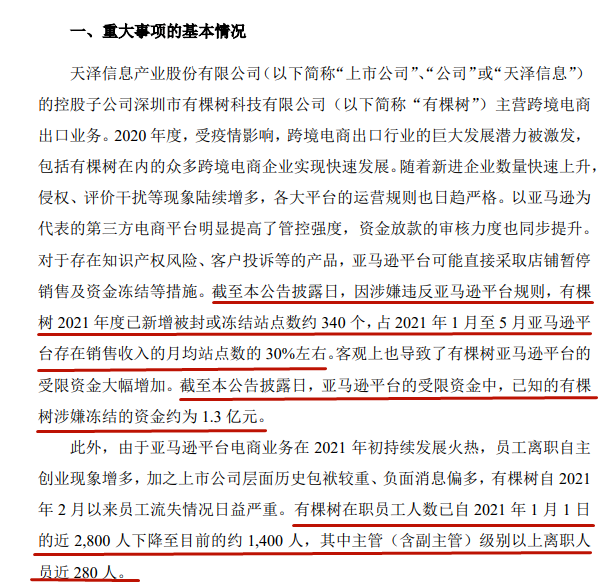 一、重大事项的基本情况
天泽信息产业股份有限公司（以下简称“上市公司”、“公司”或“天泽信息”）
的控股子公司深圳市有棵树科技有限公司（以下简称“有棵树”）主营跨境电商
出口业务。2020 年度，受疫情影响，跨境电商出口行业的巨大发展潜力被激发，
包括有棵树在内的众多跨境电商企业实现快速发展。随着新进企业数量快速上升，
侵权、评价干扰等现象陆续增多，各大平台的运营规则也日趋严格。以亚马逊为
代表的第三方电商平台明显提高了管控强度，资金放款的审核力度也同步提升。
对于存在知识产权风险、客户投诉等的产品，亚马逊平台可能直接采取店铺暂停
销售及资金冻结等措施。截至本公告披露日，因涉嫌违反亚马逊平台规则，有棵
树 2021 年度已新增被封或冻结站点数约 340 个，占 2021 年 1 月至 5 月亚马逊平
台存在销售收入的月均站点数的 30%左右。客观上也导致了有棵树亚马逊平台的
受限资金大幅增加。截至本公告披露日，亚马逊平台的受限资金中，已知的有棵
树涉嫌冻结的资金约为 1.3 亿元。
此外，由于亚马逊平台电商业务在 2021 年初持续发展火热，员工离职自主
创业现象增多，加之上市公司层面历史包袱较重、负面消息偏多，有棵树自 2021
年 2 月以来员工流失情况日益严重。有棵树在职员工人数已自 2021 年 1 月 1 日
的近 2,800 人下降至目前的约 1,400 人，其中主管（含副主管）级别以上离职人
员近 280 人。